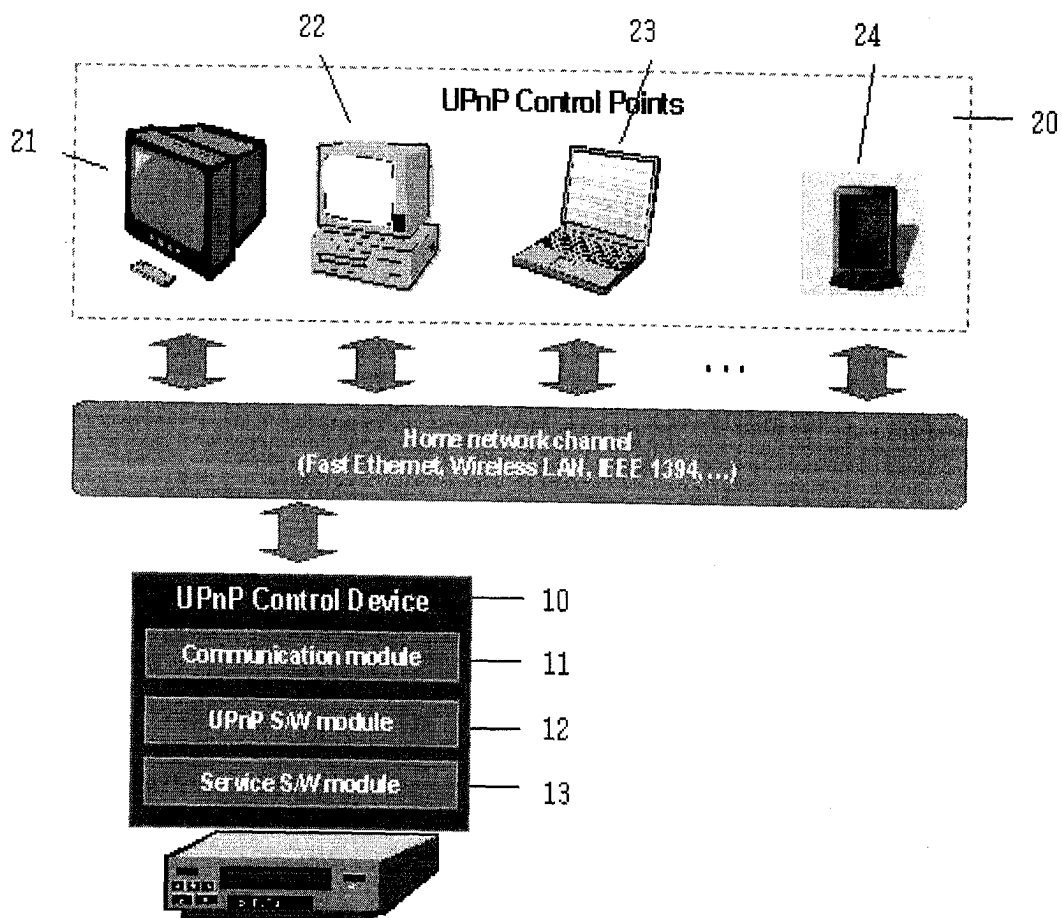 22
23
24
UPnP Control Points
20
21
...
Home network channel
(Fast Ethernet, Wireless LAN, IEEE 1394, ...)
UPnP Control Device
10
Communication module
11
UPnP S/W module
12
Service S/W module
13